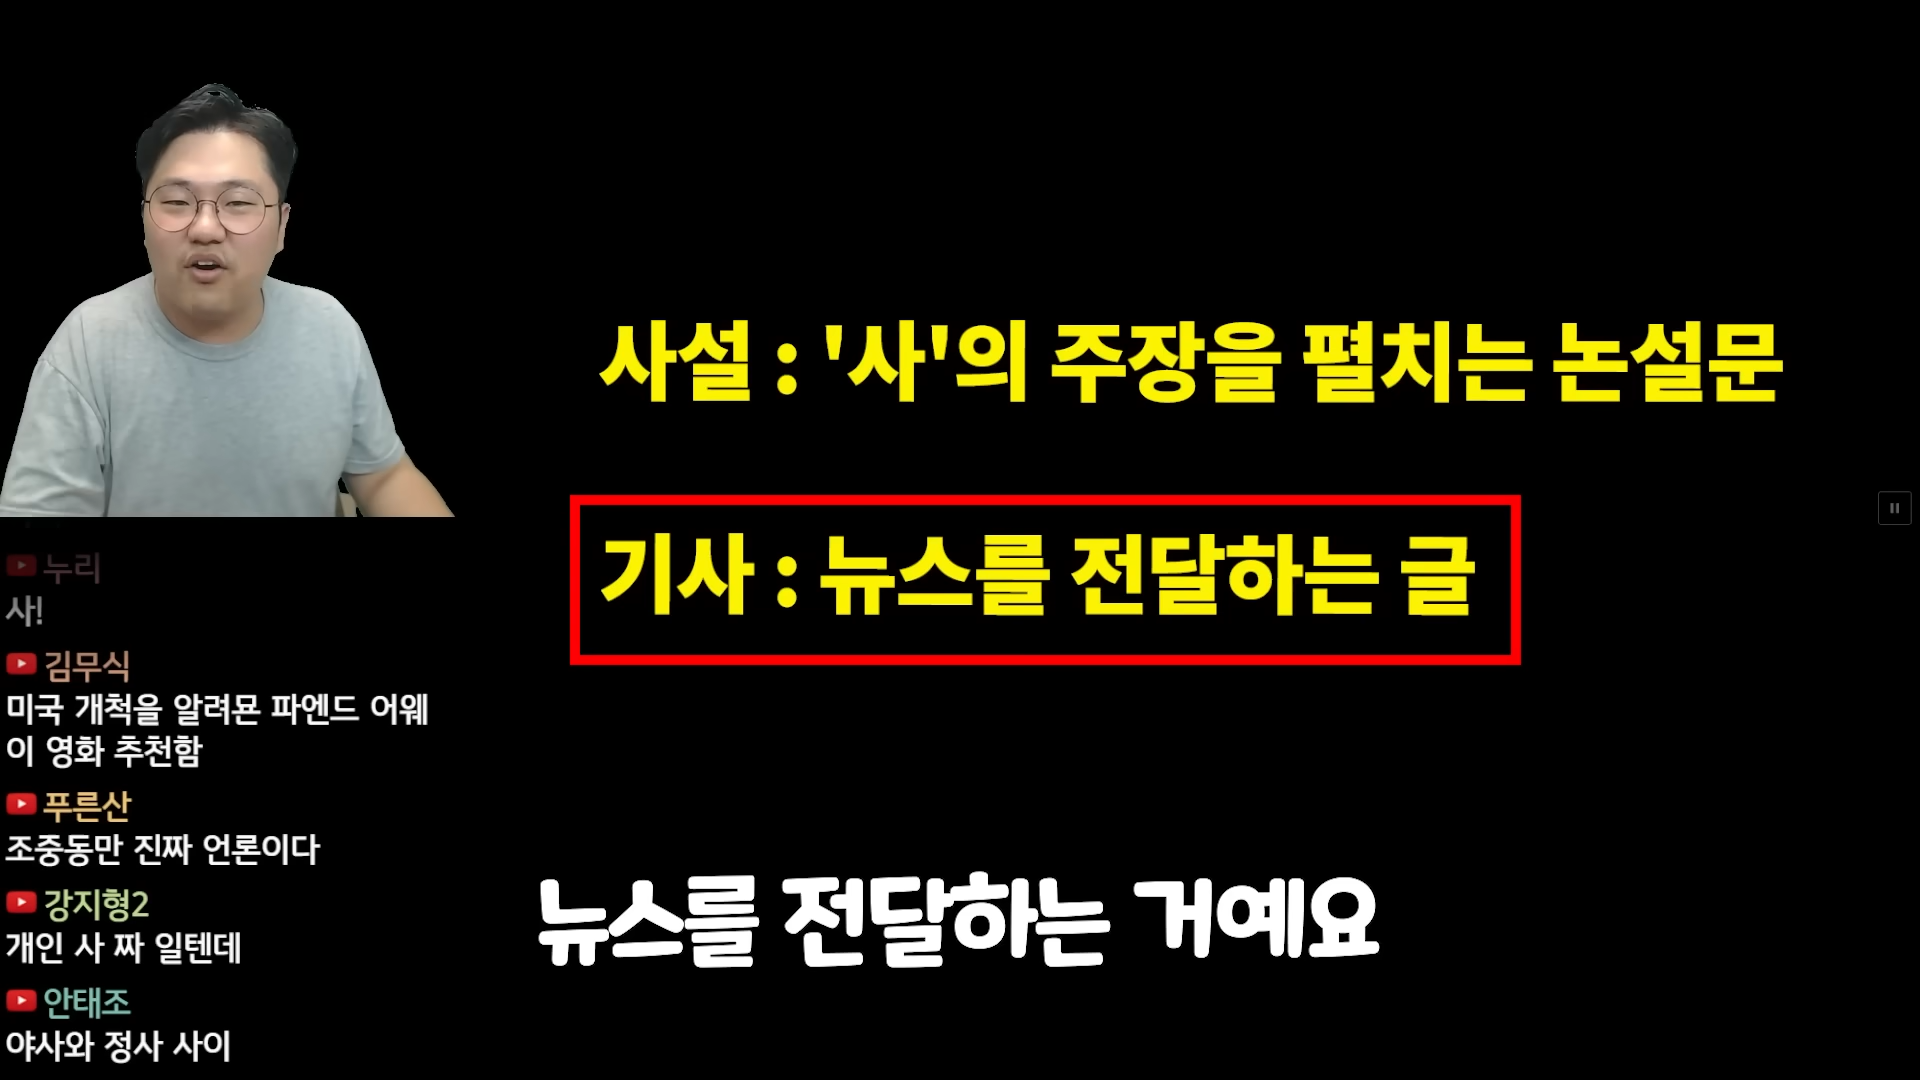 사설 : '사'의 주장을 펼치는 논설문
기사 : 뉴스를 전달하는 글
누리
사!
김무식
미국 개척을 알려묜 파엔드 어웨
이 영화 추천함
푸른산
조중동만 진짜 언론이다
강지형2
개인 사 짜 일텐데
안태조
야사와 정사 사이
뉴스를 전달하는 거예요